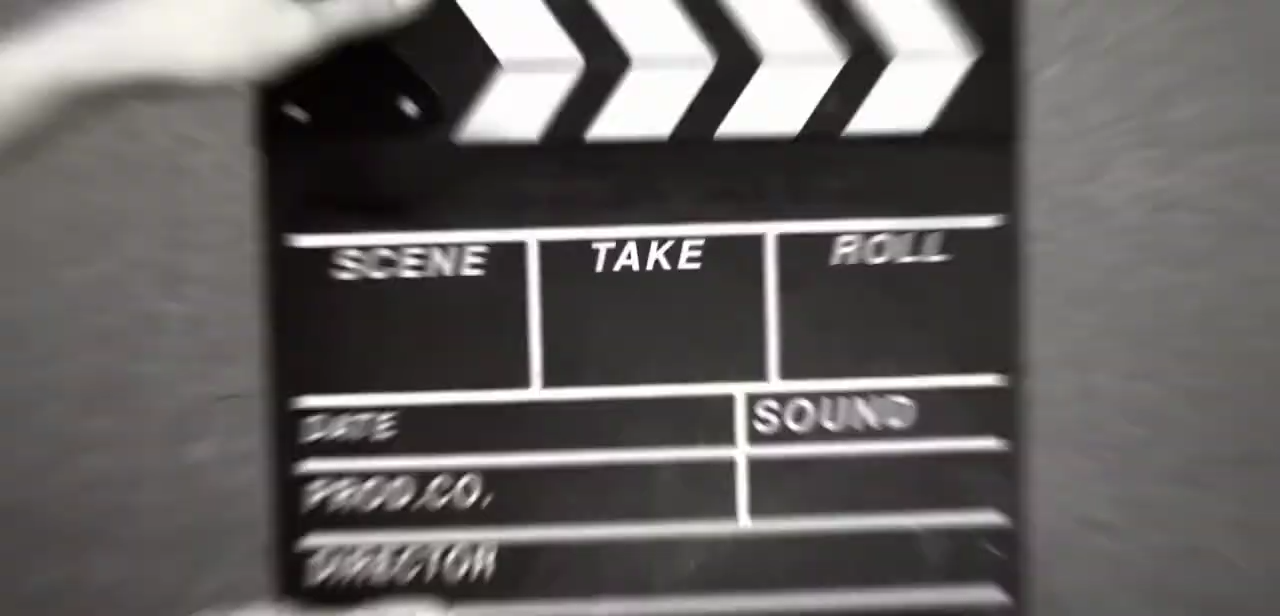 SCENE TAKE ROLL
DATE SOUND
PROD.CO.
DIRECTOR